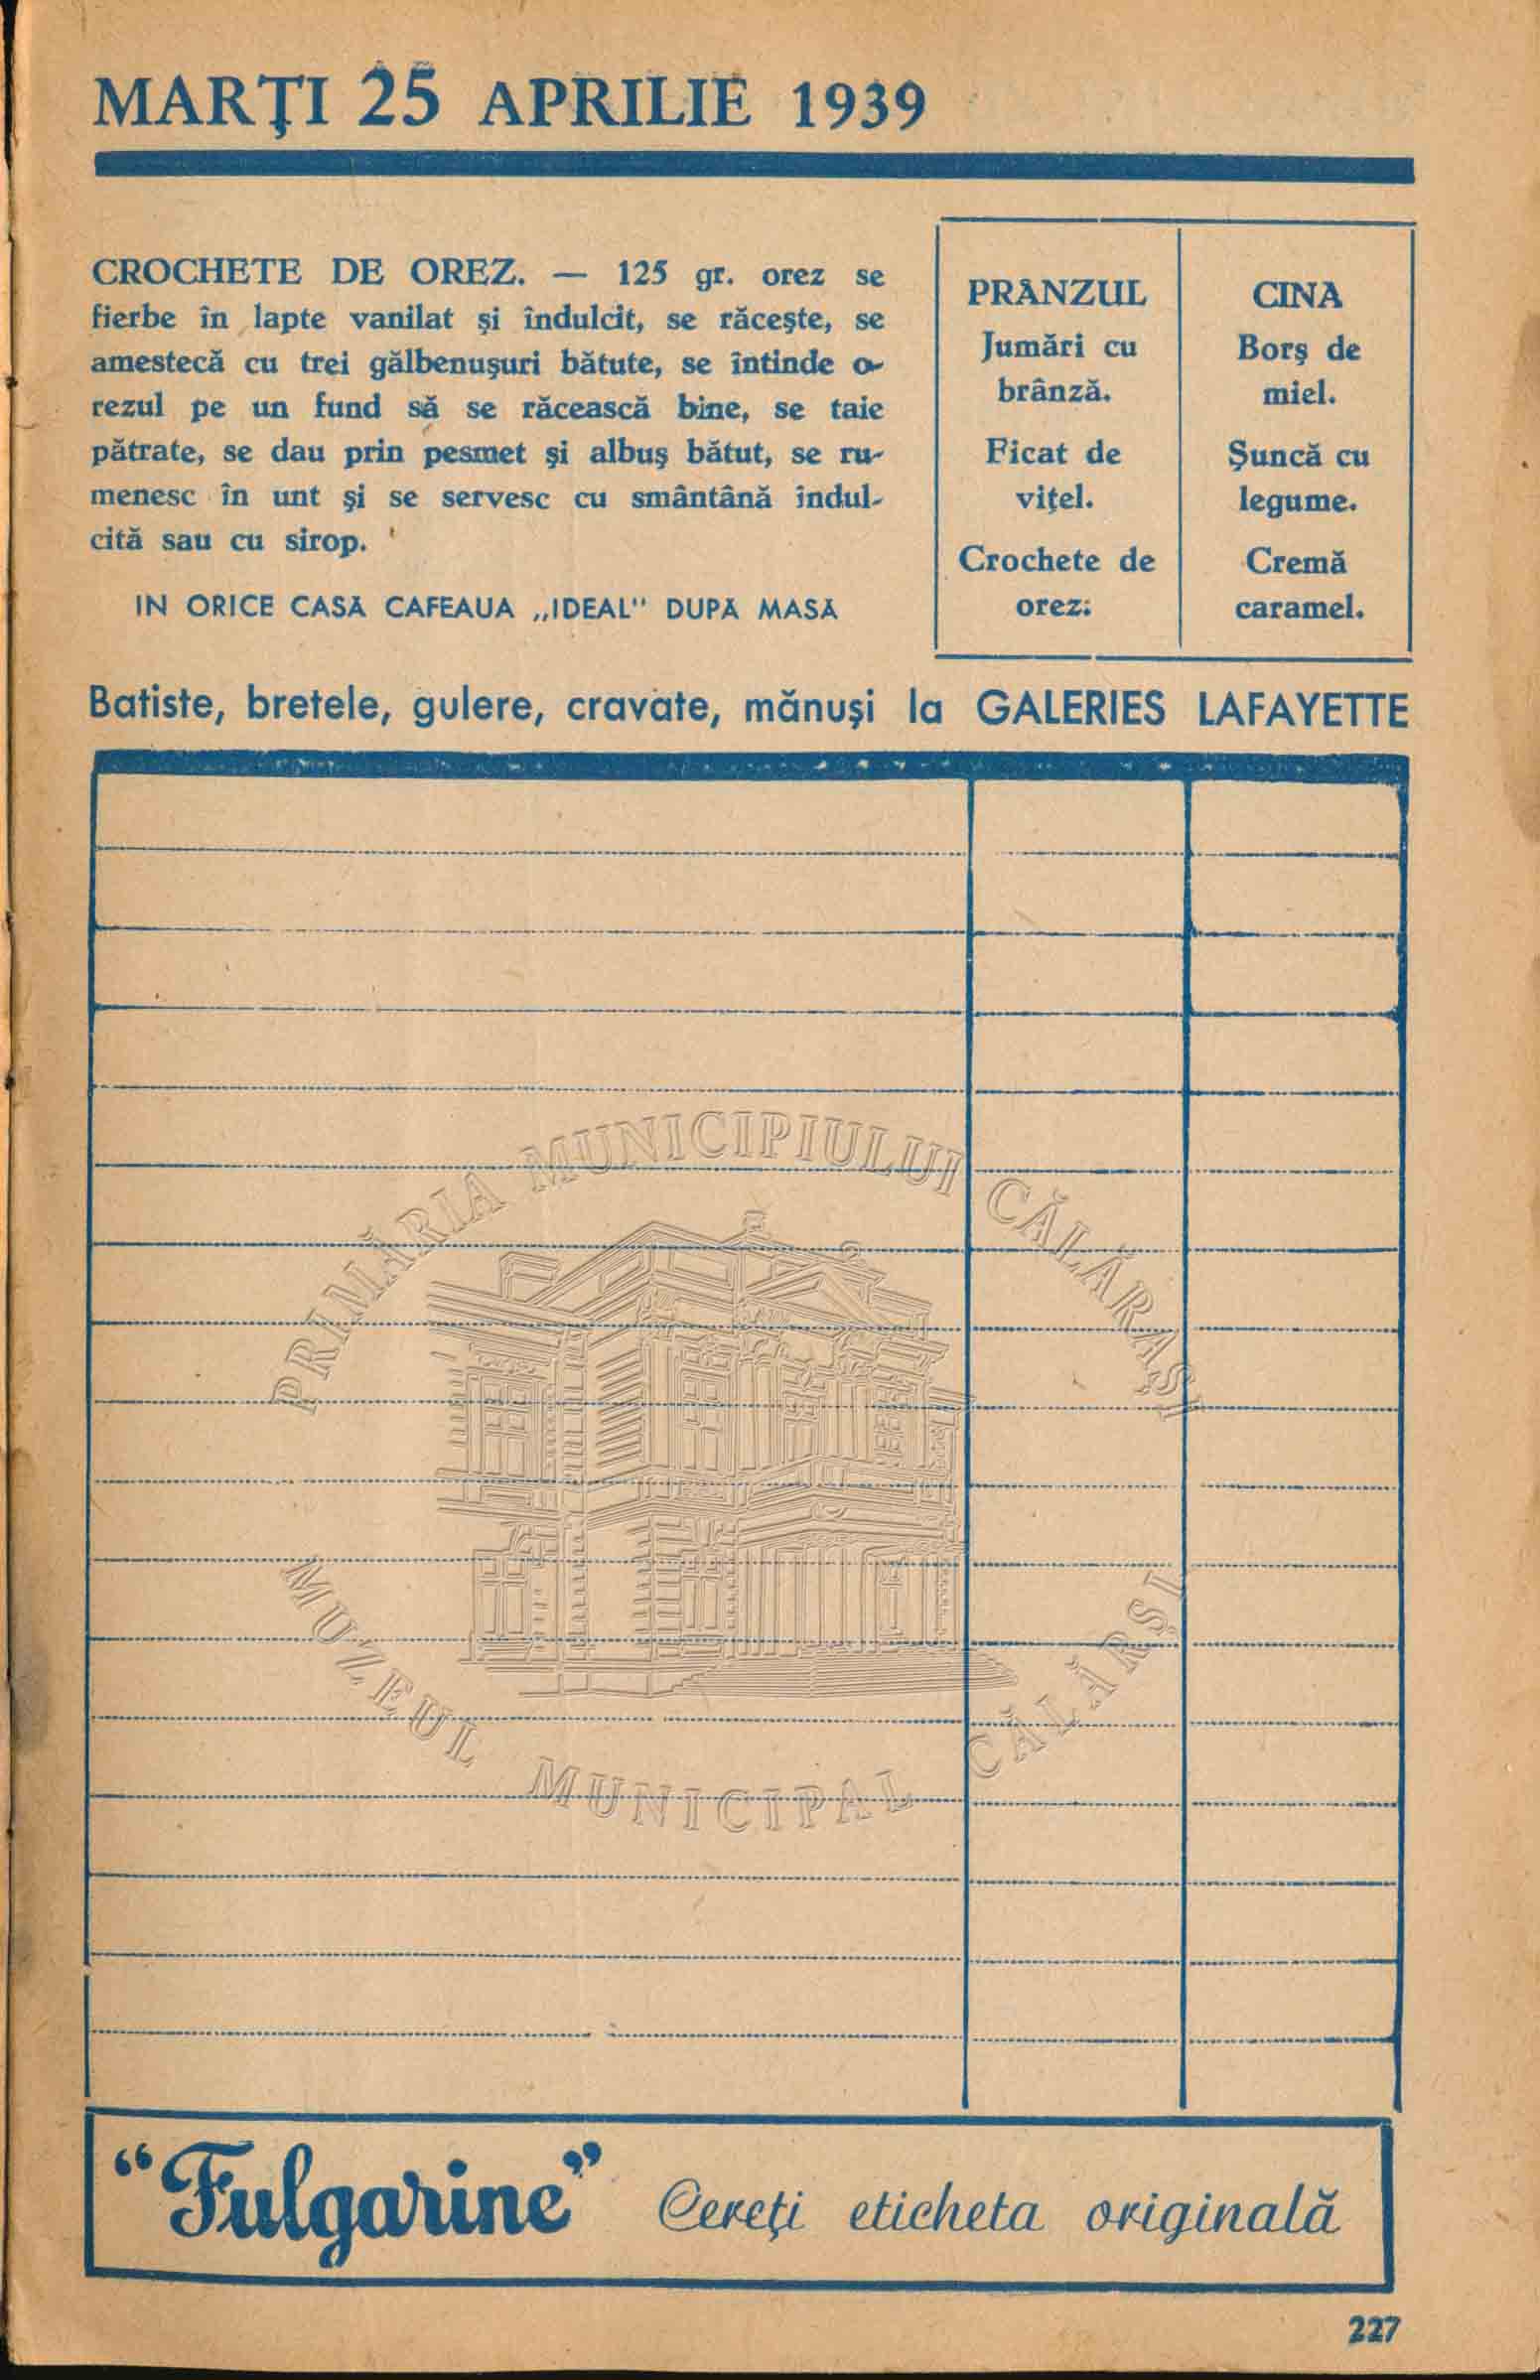 MARŢI 25 APRILIE 1939
CROCHETE DE OREZ. — 125 gr. orez se
fierbe în lapte vanilat şi îndulcit, se răceşte, se
amestecă cu trei gălbenuşuri bătute, se întinde o-
rezul pe un fund să se răcească bine, se taie
pătrate, se dau prin pesmet şi albuş bătut, se ru-
menesc în unt şi se servesc cu smântână îndul-
cită sau cu sirop.
IN ORICE CASĂ CAFEAUA „IDEAL" DUPĂ MASĂ
PRÂNZUL
Jumări cu
brânză.
Ficat de
viţel.
Crochete de
orez.
CINA
Borş de
miel.
Şuncă cu
legume.
Cremă
caramel.
Batiste, bretele, gulere, cravate, mănuşi la GALERIES LAFAYETTE
PRIMĂRIA MUNICIPIULUI CĂLĂRAŞI
MUZEUL MUNICIPAL CĂLĂRŞI
“Fulgarine” Cereţi eticheta originală
227